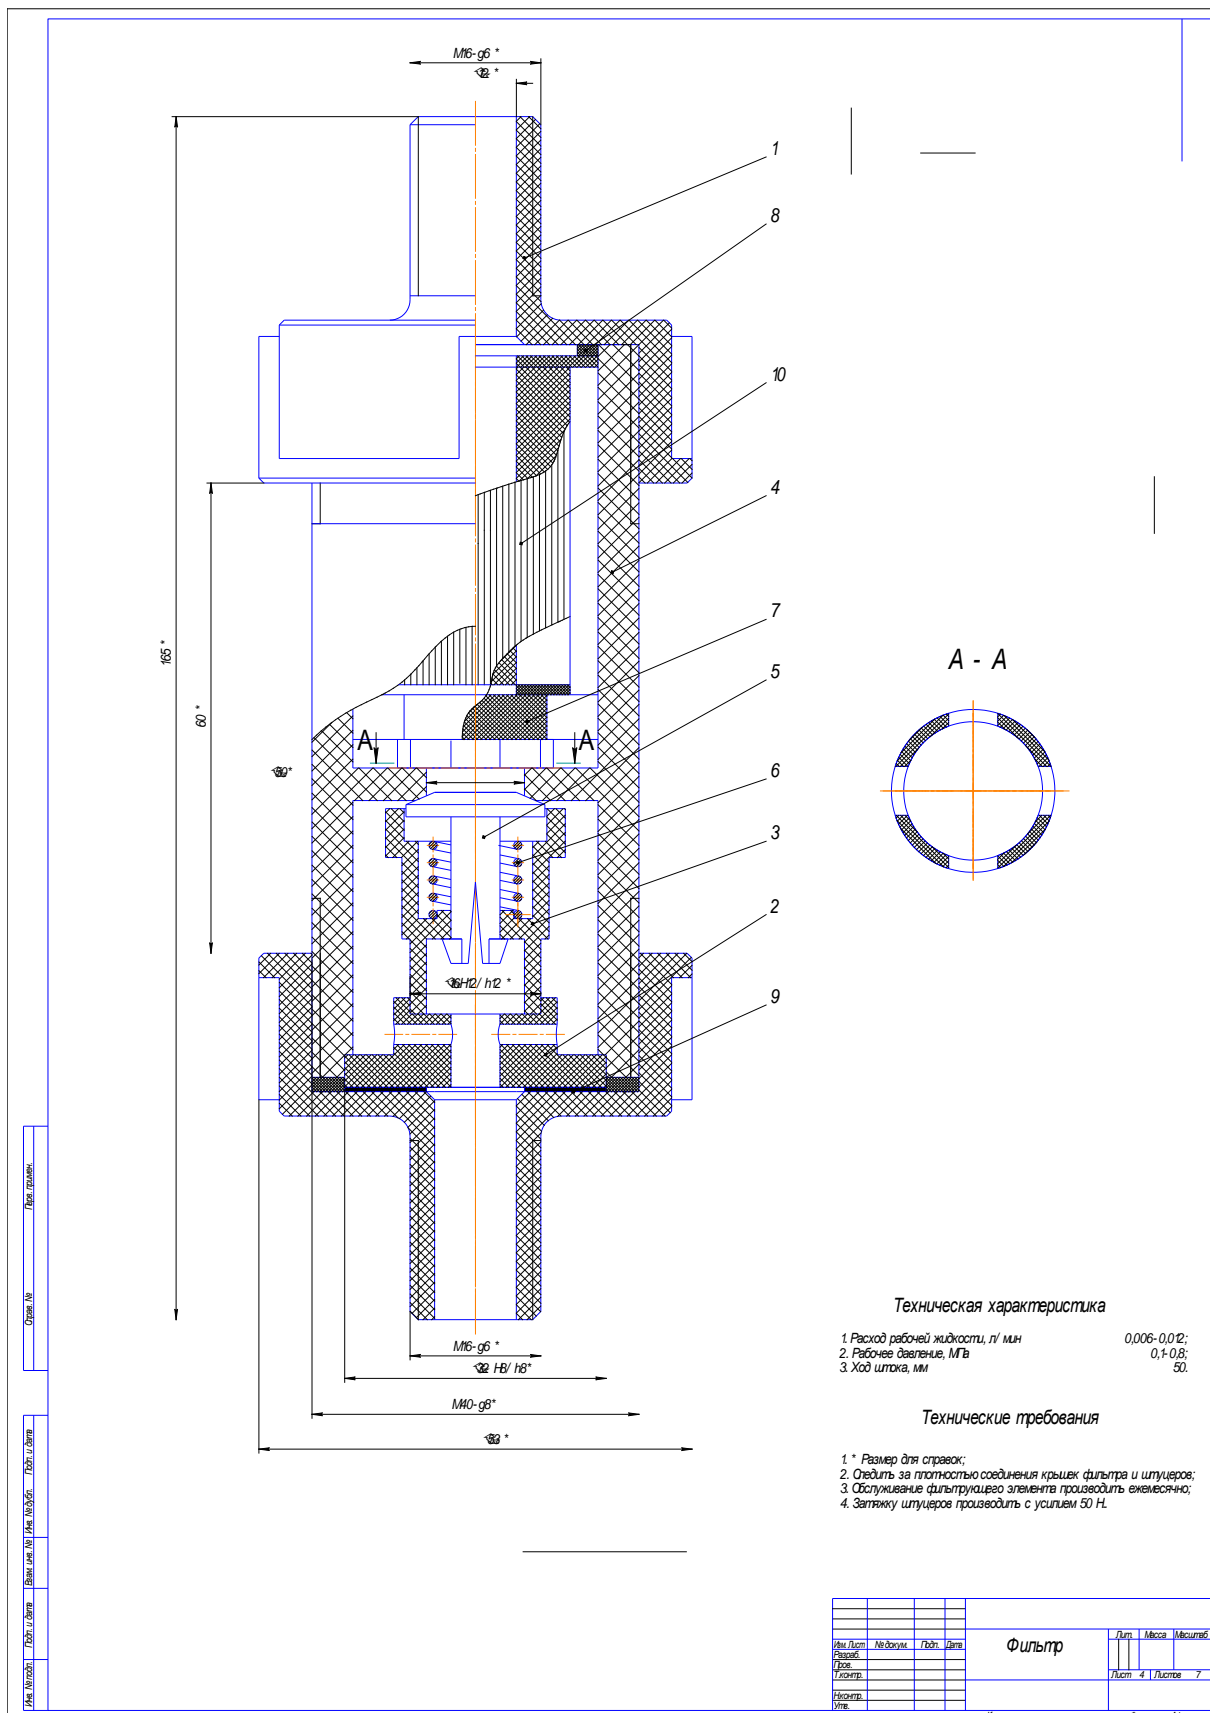 М16-g6 *
1
8
10
4
7
165 *
5
А - А
60 *
А
А
6
3
2
9
Перв. примен.
Справ. №
М16-g6 *
М40-g8*
Техническая характеристика
1. Расход рабочей жидкости, л/ мин 0,006-0,012;
2. Рабочее давление, МПа 0,1-0,8;
3. Ход штока, мм 50.
Технические требования
1. * Размер для справок;
2. Следить за плотностью соединения крышек фильтра и штуцеров;
3. Обслуживание фильтрующего элемента производить ежемесячно;
4. Затяжку штуцеров производить с усилием 50 Н.
Подп. и дата
Инв. № дубл.
Взам. инв. №
Подп. и дата
Инв. № подл.
Изм. Лист № докум. Подп. Дата
Разраб.
Пров.
Т.контр.
Н.контр.
Утв.
Фильтр
Лит. Масса Масштаб
Лист 4 Листов 7